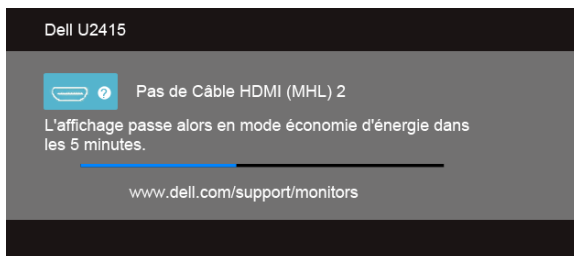 Dell U2415
Pas de Câble HDMI (MHL) 2
L'affichage passe alors en mode économie d'énergie dans
les 5 minutes.
www.dell.com/support/monitors